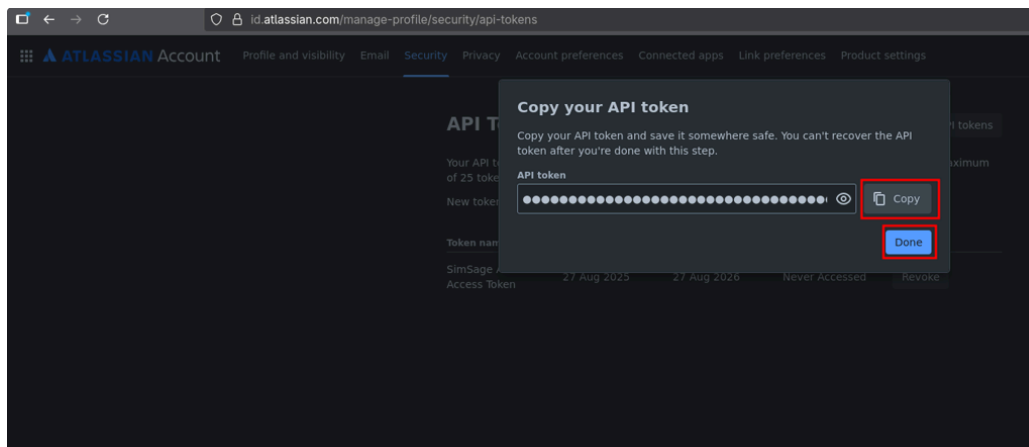 id.atlassian.com/manage-profile/security/api-tokens
ATLASSIAN Account Profile and visibility Email Security Privacy Account preferences Connected apps Link preferences Product settings
Copy your API token
API T
Copy your API token and save it somewhere safe. You can't recover the API
token after you're done with this step.
tokens
Your API
of 25 toke
API token
New token
Copy
Done
Token nam
SimSage
Access Token
27 Aug 2025 27 Aug 2026 Never Accessed Revoke